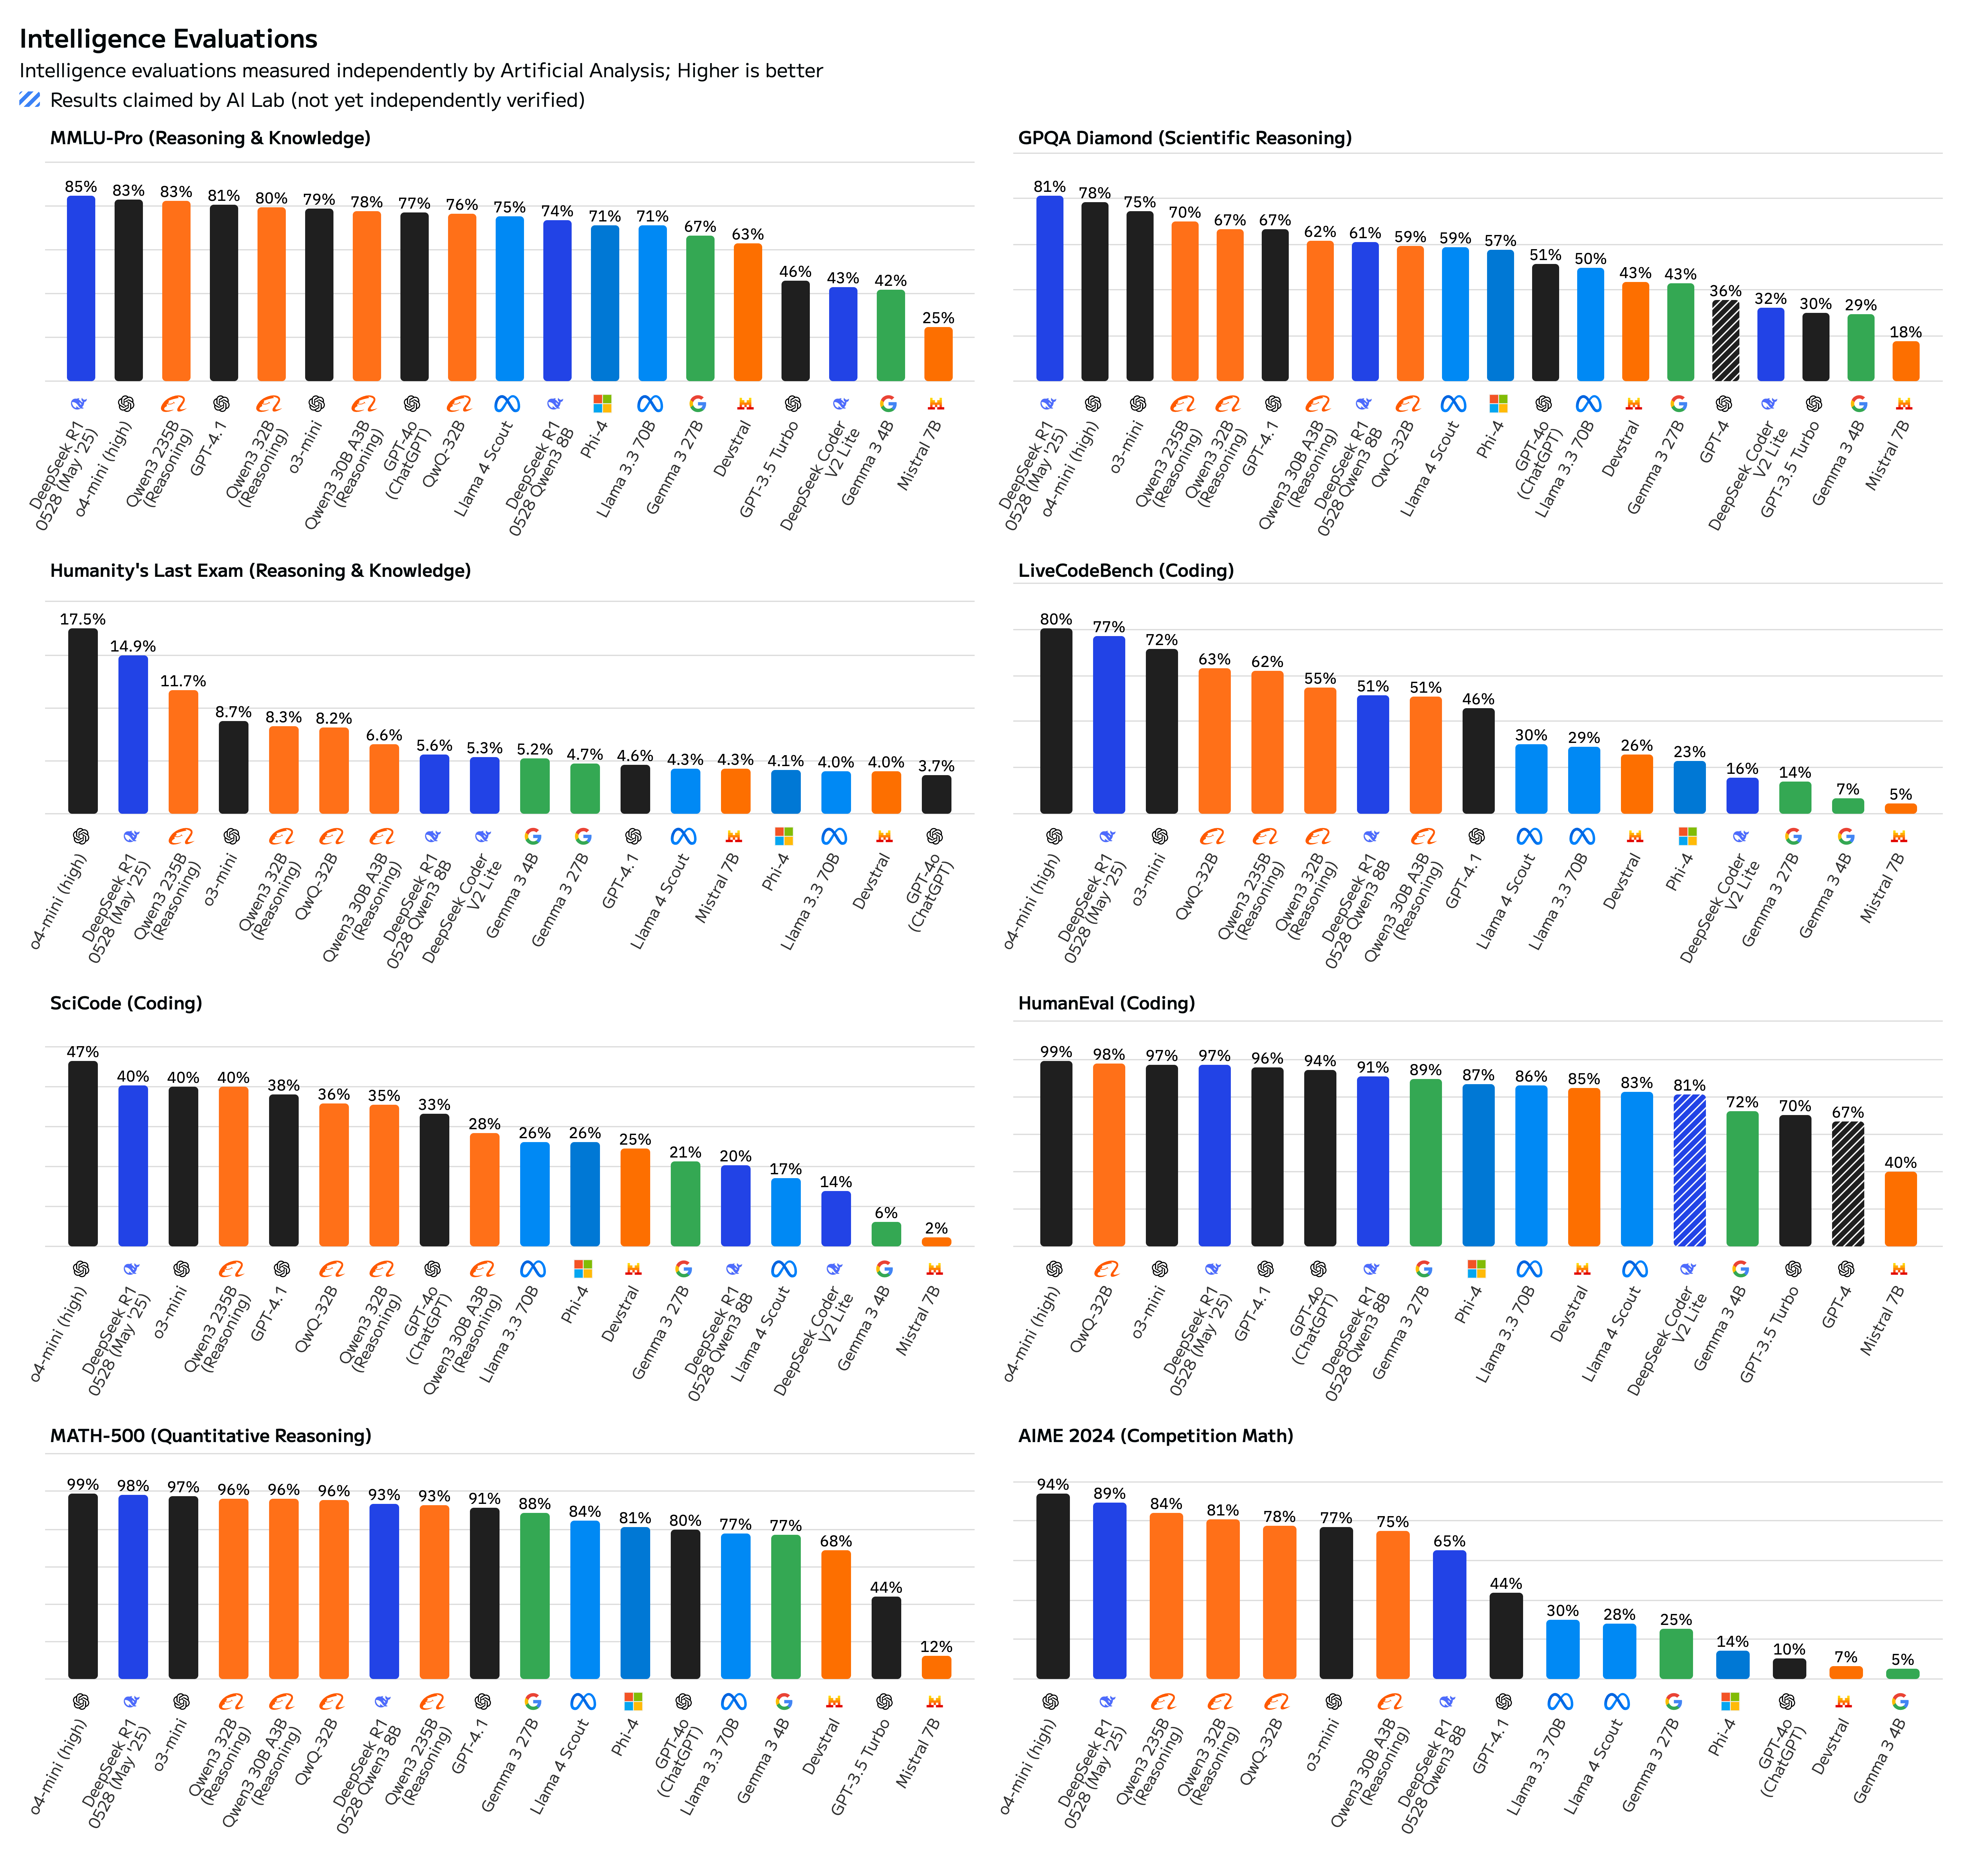 Intelligence Evaluations
Intelligence evaluations measured independently by Artificial Analysis; Higher is better
Results claimed by AI Lab (not yet independently verified)
MMLU-Pro (Reasoning & Knowledge)
85% 83% 83% 81% 80% 79% 78% 77% 76% 75% 74% 71% 71% 67% 63% 46% 43% 42% 25%
DeepSeek R1
0528 (May '25)
o4-mini (high)
Qwen3 235B
(Reasoning)
GPT-4.1
Qwen3 32B
(Reasoning)
o3-mini
Qwen3 30B A3B
(Reasoning)
GPT-4o
(ChatGPT)
QwQ-32B
Llama 4 Scout
DeepSeek R1
0528 Qwen3 8B
Phi-4
Llama 3.3 70B
Gemma 3 27B
Devstral
GPT-3.5 Turbo
DeepSeek Coder
V2 Lite
Gemma 3 4B
Mistral 7B
GPQA Diamond (Scientific Reasoning)
81% 78% 75% 70% 67% 67% 62% 61% 59% 59% 57% 51% 50% 43% 43% 36% 32% 30% 29% 18%
DeepSeek R1
0528 (May '25)
o4-mini (high)
o3-mini
Qwen3 235B
(Reasoning)
Qwen3 32B
(Reasoning)
GPT-4.1
Qwen3 30B A3B
(Reasoning)
DeepSeek R1
0528 Qwen3 8B
QwQ-32B
Llama 4 Scout
Phi-4
GPT-4o
(ChatGPT)
Llama 3.3 70B
Devstral
Gemma 3 27B
GPT-4
DeepSeek Coder
V2 Lite
GPT-3.5 Turbo
Gemma 3 4B
Mistral 7B
Humanity's Last Exam (Reasoning & Knowledge)
17.5% 14.9% 11.7% 8.7% 8.3% 8.2% 6.6% 5.6% 5.3% 5.2% 4.7% 4.6% 4.3% 4.3% 4.1% 4.0% 4.0% 3.7%
o4-mini (high)
DeepSeek R1
0528 (May '25)
Qwen3 235B
(Reasoning)
o3-mini
Qwen3 32B
(Reasoning)
QwQ-32B
Qwen3 30B A3B
(Reasoning)
DeepSeek R1
0528 Qwen3 8B
DeepSeek Coder
V2 Lite
Gemma 3 4B
Gemma 3 27B
GPT-4.1
Llama 4 Scout
Mistral 7B
Phi-4
Llama 3.3 70B
Devstral
GPT-4o
(ChatGPT)
LiveCodeBench (Coding)
80% 77% 72% 63% 62% 55% 51% 51% 46% 30% 29% 26% 23% 16% 14% 7% 5%
o4-mini (high)
DeepSeek R1
0528 (May '25)
o3-mini
QwQ-32B
Qwen3 235B
(Reasoning)
Qwen3 32B
(Reasoning)
DeepSeek R1
0528 Qwen3 8B
Qwen3 30B A3B
(Reasoning)
GPT-4.1
Llama 4 Scout
Llama 3.3 70B
Devstral
Phi-4
DeepSeek Coder
V2 Lite
Gemma 3 27B
Gemma 3 4B
Mistral 7B
SciCode (Coding)
47% 40% 40% 40% 38% 36% 35% 33% 28% 26% 26% 25% 21% 20% 17% 14% 6% 2%
o4-mini (high)
DeepSeek R1
0528 (May '25)
o3-mini
Qwen3 235B
(Reasoning)
GPT-4.1
QwQ-32B
Qwen3 32B
(Reasoning)
GPT-4o
(ChatGPT)
Qwen3 30B A3B
(Reasoning)
Llama 3.3 70B
Phi-4
Devstral
Gemma 3 27B
DeepSeek R1
0528 Qwen3 8B
Llama 4 Scout
DeepSeek Coder
V2 Lite
Gemma 3 4B
Mistral 7B
HumanEval (Coding)
99% 98% 97% 97% 96% 94% 91% 89% 87% 86% 85% 83% 81% 72% 70% 67% 40%
o4-mini (high)
QwQ-32B
o3-mini
DeepSeek R1
0528 (May '25)
GPT-4.1
GPT-4o
(ChatGPT)
DeepSeek R1
0528 Qwen3 8B
Gemma 3 27B
Phi-4
Llama 3.3 70B
Devstral
Llama 4 Scout
DeepSeek Coder
V2 Lite
Gemma 3 4B
GPT-3.5 Turbo
GPT-4
Mistral 7B
MATH-500 (Quantitative Reasoning)
99% 98% 97% 96% 96% 96% 93% 93% 91% 88% 84% 81% 80% 77% 77% 68% 44% 12%
o4-mini (high)
DeepSeek R1
0528 (May '25)
o3-mini
Qwen3 32B
(Reasoning)
Qwen3 30B A3B
(Reasoning)
QwQ-32B
DeepSeek R1
0528 Qwen3 8B
Qwen3 235B
(Reasoning)
GPT-4.1
Gemma 3 27B
Llama 4 Scout
Phi-4
GPT-4o
(ChatGPT)
Llama 3.3 70B
Gemma 3 4B
Devstral
GPT-3.5 Turbo
Mistral 7B
AIME 2024 (Competition Math)
94% 89% 84% 81% 78% 77% 75% 65% 44% 30% 28% 25% 14% 10% 7% 5%
o4-mini (high)
DeepSeek R1
0528 (May '25)
Qwen3 235B
(Reasoning)
Qwen3 32B
(Reasoning)
QwQ-32B
o3-mini
Qwen3 30B A3B
(Reasoning)
DeepSeek R1
0528 Qwen3 8B
GPT-4.1
Llama 3.3 70B
Llama 4 Scout
Gemma 3 27B
Phi-4
GPT-4o
(ChatGPT)
Devstral
Gemma 3 4B